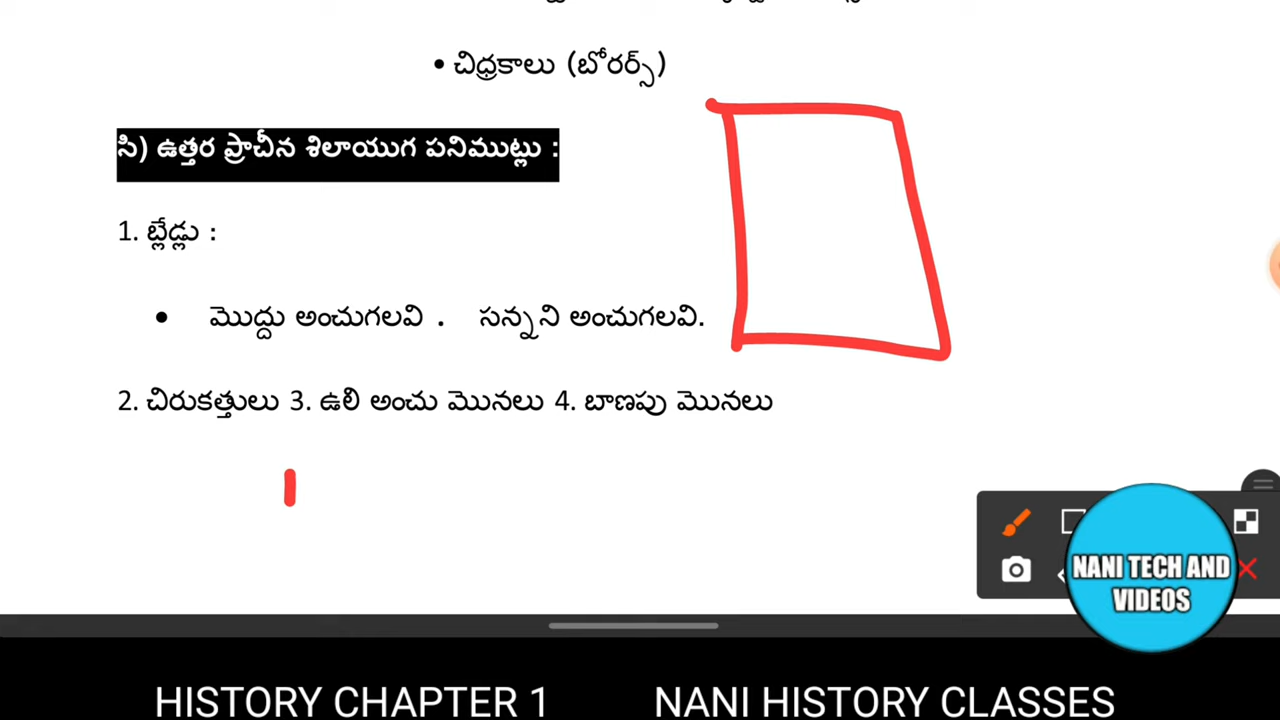 • చిధ్రకాలు (బోరర్స్)
సి) ఉత్తర ప్రాచీన శిలాయుగ పనిముట్లు :
1. బ్లేడ్లు :
• మొద్దు అంచుగలవి . సన్నని అంచుగలవి.
2. చిరుకత్తులు 3. ఉలి అంచు మొనలు 4. బాణపు మొనలు
NANI TECH AND
VIDEOS
HISTORY CHAPTER 1 NANI HISTORY CLASSES